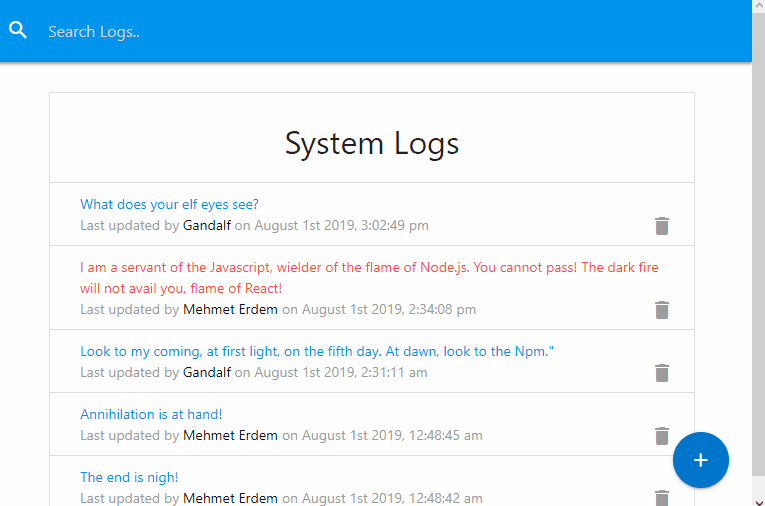 Search Logs..
System Logs
What does your elf eyes see?
Last updated by Gandalf on August 1st 2019, 3:02:49 pm
I am a servant of the Javascript, wielder of the flame of Node.js. You cannot pass! The dark fire
will not avail you, flame of React!
Last updated by Mehmet Erdem on August 1st 2019, 2:34:08 pm
Look to my coming, at first light, on the fifth day. At dawn, look to the Npm."
Last updated by Gandalf on August 1st 2019, 2:31:11 am
Annihilation is at hand!
Last updated by Mehmet Erdem on August 1st 2019, 12:48:45 am
The end is nigh!
Last updated by Mehmet Erdem on August 1st 2019, 12:48:42 am